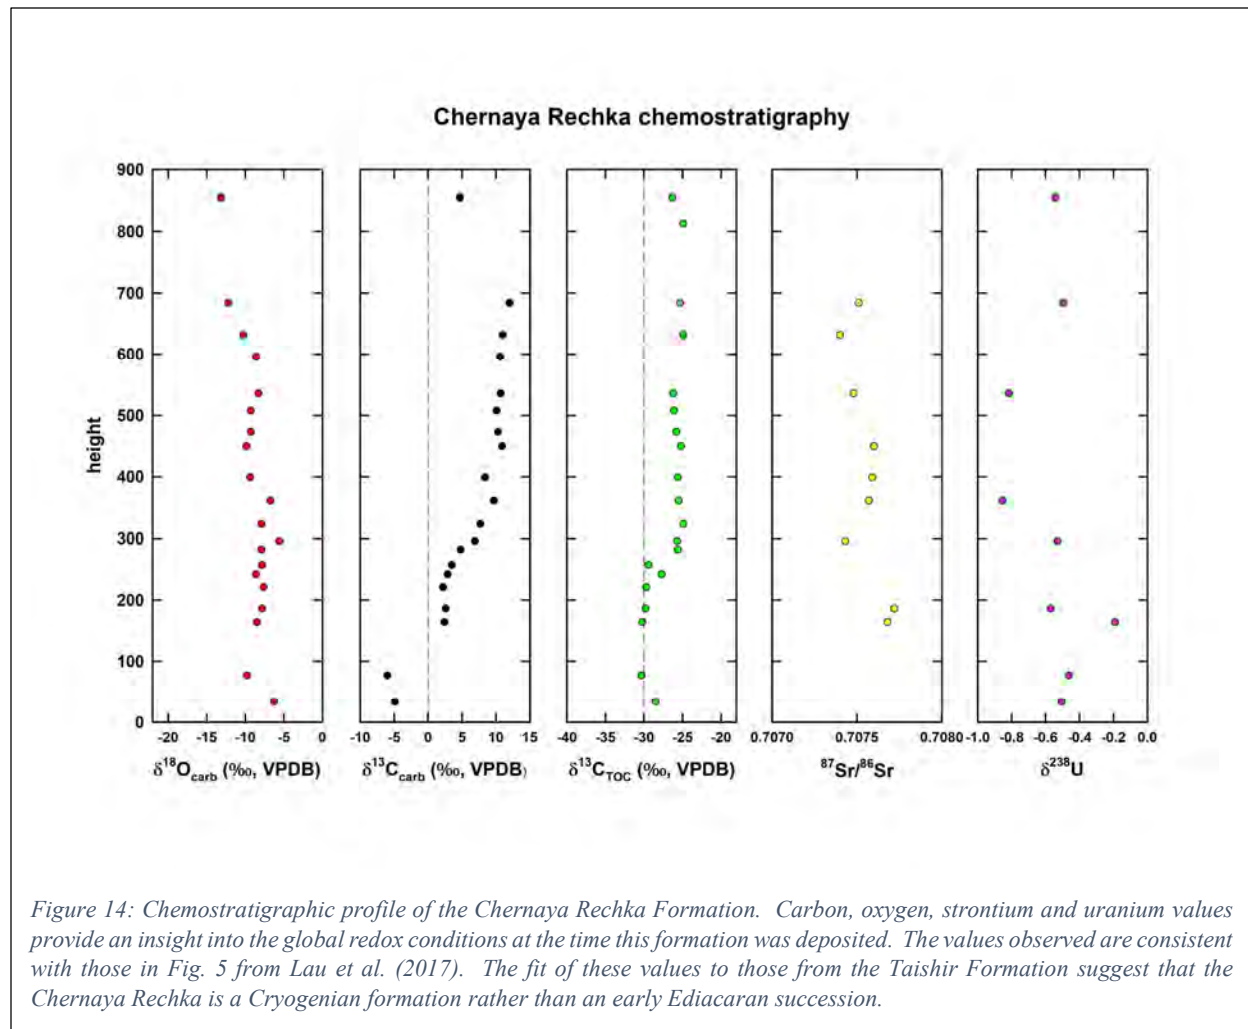 Chernaya Rechka chemostratigraphy
900
800
700
600
500
400
300
200
100
0
height
-20 -15 -10 -5 0
-10 -5 0 5 10 15
-40 -30 -20
0.7070 0.7075 0.7080
-1.0 -0.8 -0.6 -0.4 -0.2 0.0
δ¹⁸O_carb (‰, VPDB)
δ¹³C_carb (‰, VPDB)
δ¹³C_TOC (‰, VPDB)
⁸⁷Sr/⁸⁶Sr
δ²³⁸U
Figure 14: Chemostratigraphic profile of the Chernaya Rechka Formation. Carbon, oxygen, strontium and uranium values
provide an insight into the global redox conditions at the time this formation was deposited. The values observed are consistent
with those in Fig. 5 from Lau et al. (2017). The fit of these values to those from the Taishir Formation suggest that the
Chernaya Rechka is a Cryogenian formation rather than an early Ediacaran succession.